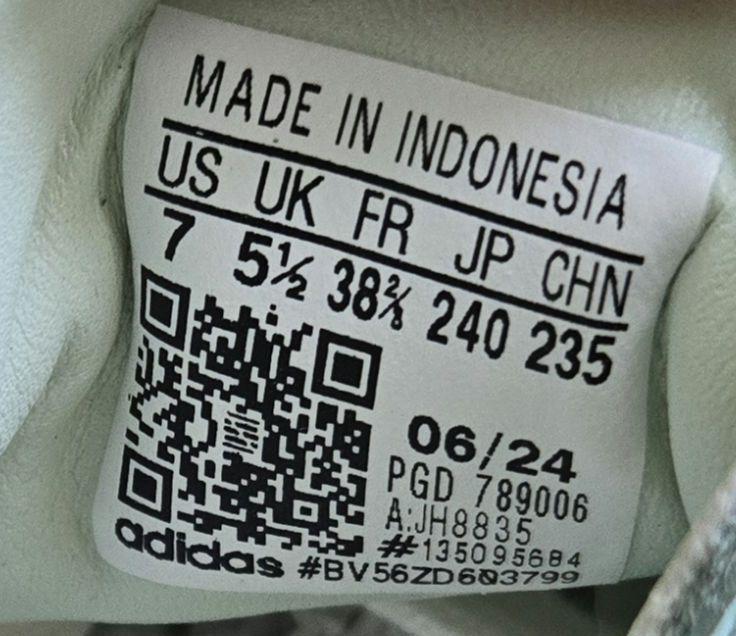 MADE IN INDONESIA
US UK FR JP CHN
7 5½ 38⅔ 240 235
06/24
PGD 789006
A:JH8835
#135095684
adidas #BV56ZD603799